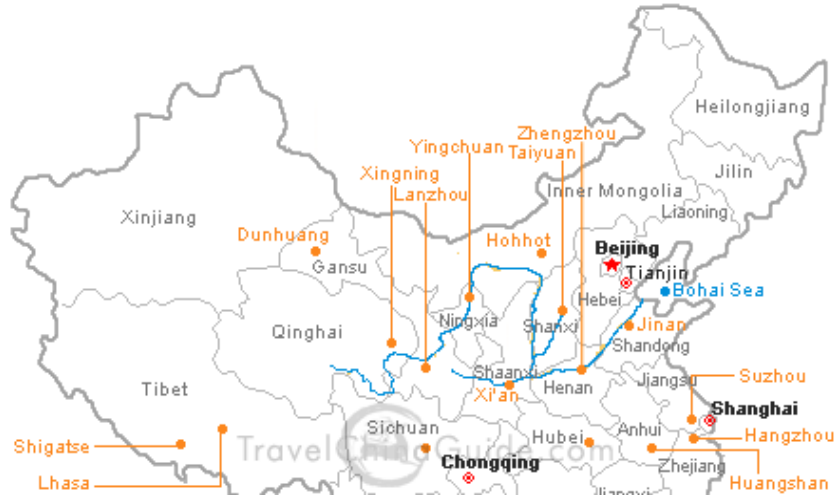 Heilongjiang
Zhengzhou
Yingchuan
Taiyuan
Xingning
Lanzhou
Jilin
Inner Mongolia
Xinjiang
Liaoning
Dunhuang
Hohhot
Beijing
Gansu
Tianjin
Bohai Sea
Hebei
Ningxia
Shanxi
Jinan
Qinghai
Shandong
Shaanxi
Jiangsu
Suzhou
Tibet
Henan
Xi'an
Shanghai
Sichuan
Anhui
Hubei
Hangzhou
Shigatse
TravelChinaGuide.com
Chongqing
Zhejiang
Lhasa
Huangshan
Jiangxi